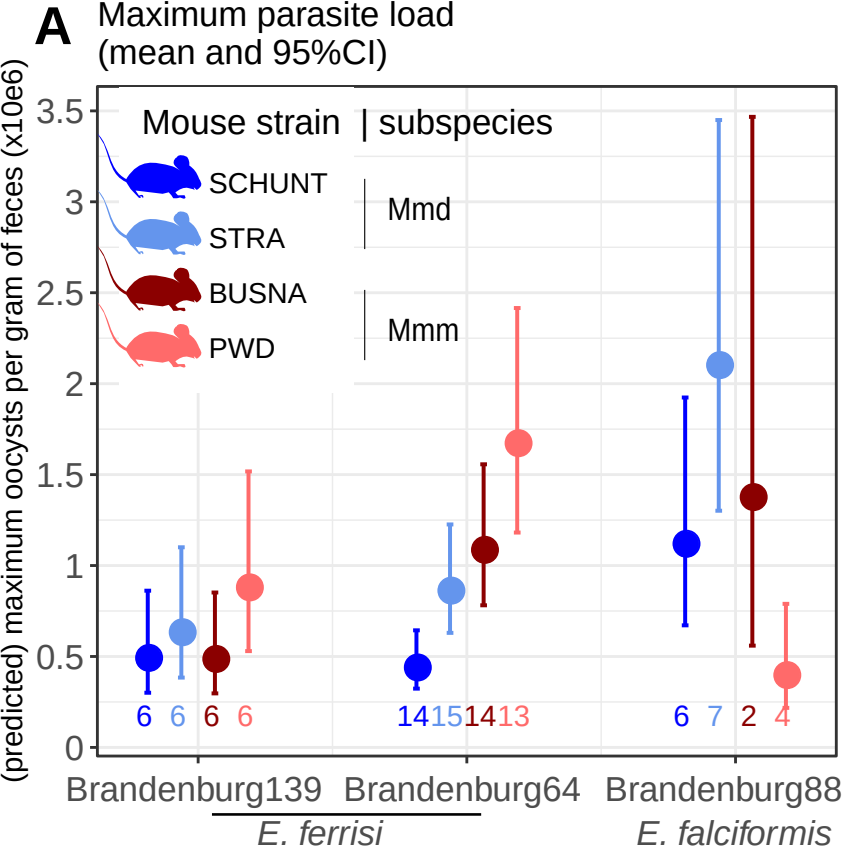 A
Maximum parasite load
(mean and 95%CI)
(predicted) maximum oocysts per gram of feces (x10e6)
Mouse strain | subspecies
SCHUNT
STRA
Mmd
BUSNA
PWD
Mmm
3.5
3
2.5
2
1.5
1
0.5
0
6 6 6 6
14 15 14 13
6 7 2 4
Brandenburg139 Brandenburg64 Brandenburg88
E. ferrisi E. falciformis